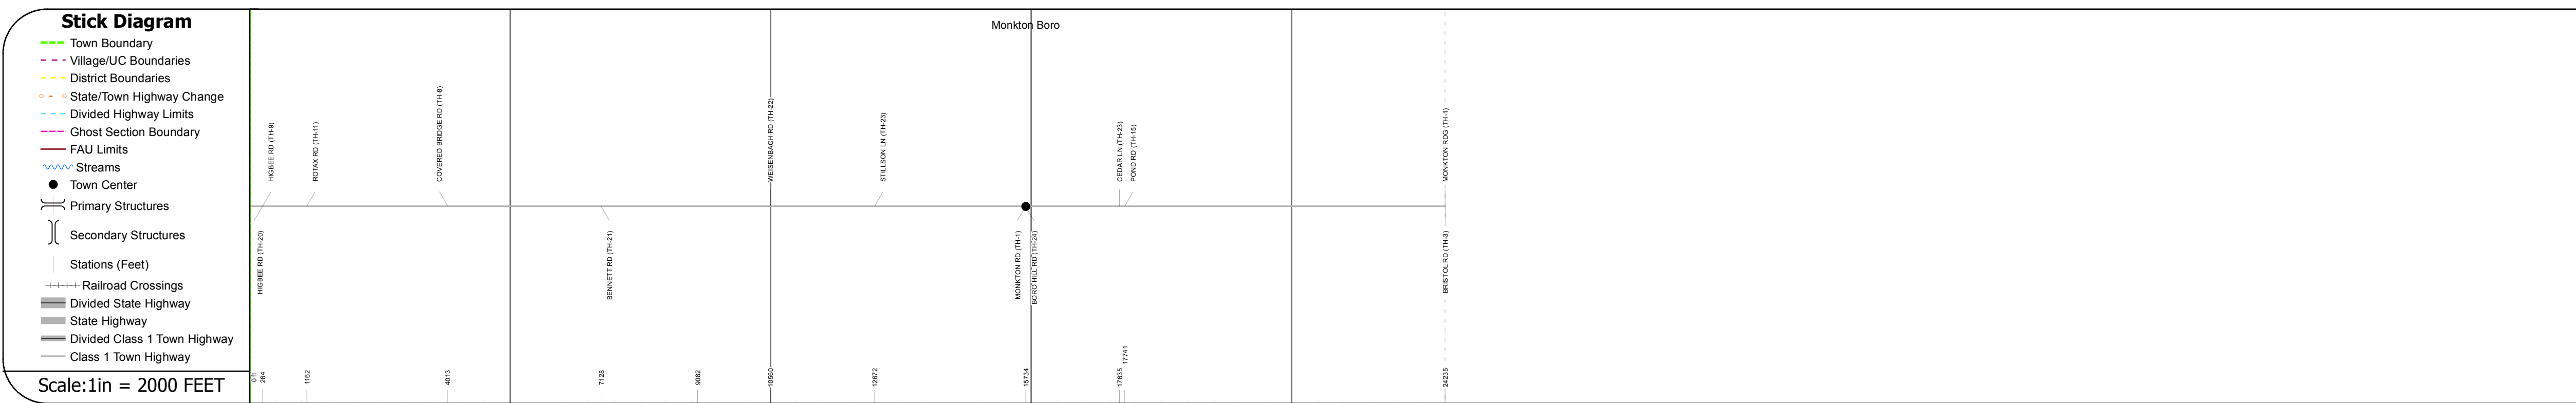 Stick Diagram
Town Boundary
Village/UC Boundaries
District Boundaries
State/Town Highway Change
Divided Highway Limits
Ghost Section Boundary
FAU Limits
Streams
Town Center
Primary Structures
Secondary Structures
Stations (Feet)
Railroad Crossings
Divided State Highway
State Highway
Divided Class 1 Town Highway
Class 1 Town Highway
Scale:1in = 2000 FEET
Monkton Boro
HIGBEE RD (TH-9)
ROTAX RD (TH-11)
COVERED BRIDGE RD (TH-8)
WEISENBACH RD (TH-22)
STILLSON LN (TH-23)
CEDAR LN (TH-23)
POND RD (TH-15)
MONKTON RDG (TH-1)
HIGBEE RD (TH-20)
BENNETT RD (TH-21)
MONKTON RD (TH-1)
BORO HILL RD (TH-24)
BRISTOL RD (TH-3)
0 ft
264
1162
4013
7128
9082
10560
12672
15734
17635
17741
24235